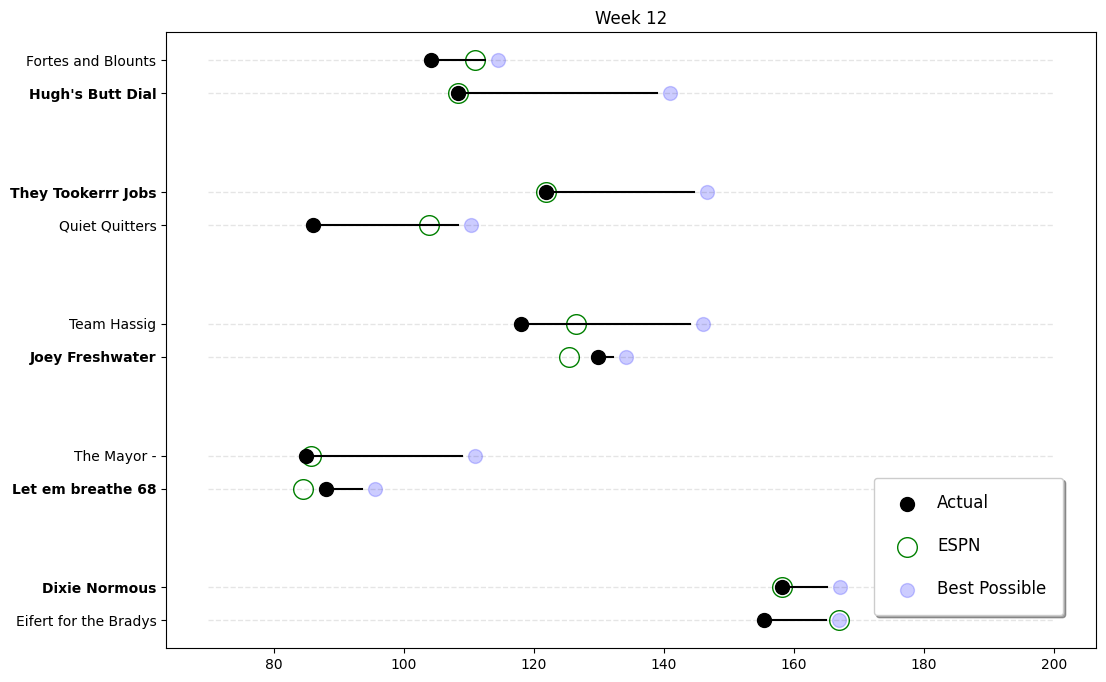 Week 12
Fortes and Blounts
Hugh's Butt Dial
They Tookerrr Jobs
Quiet Quitters
Team Hassig
Joey Freshwater
The Mayor -
Let em breathe 68
Dixie Normous
Eifert for the Bradys
Actual
ESPN
Best Possible
80 100 120 140 160 180 200